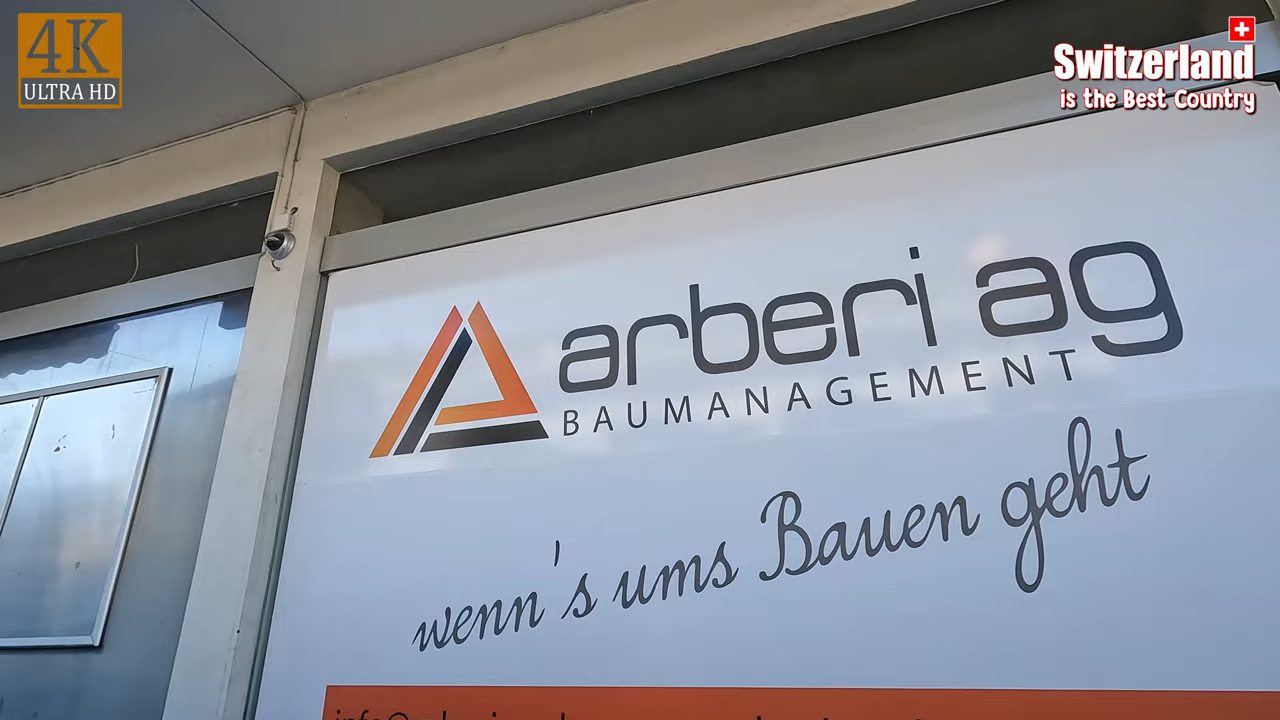 4K
ULTRA HD
Switzerland
is the Best Country
arberi ag
BAUMANAGEMENT
wenn's ums Bauen geht